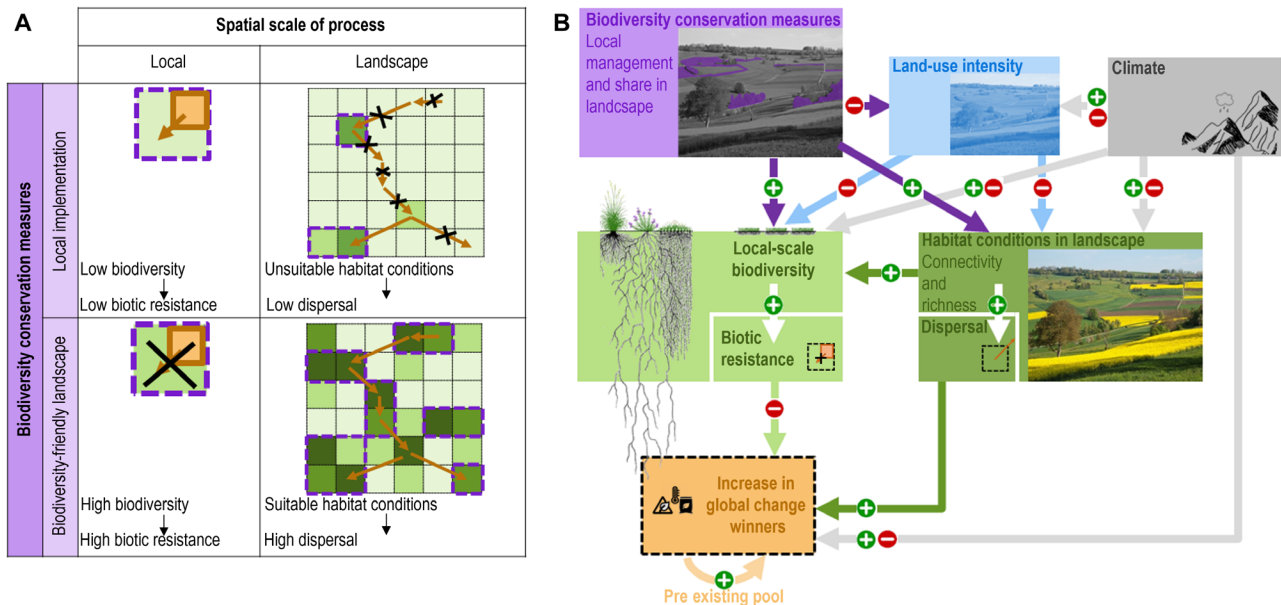 A
Spatial scale of process
Local
Landscape
Biodiversity conservation measures
Local implementation
Low biodiversity
Low biotic resistance
Unsuitable habitat conditions
Low dispersal
Biodiversity-friendly landscape
High biodiversity
High biotic resistance
Suitable habitat conditions
High dispersal
B
Biodiversity conservation measures
Local
management
and share in
landcsape
Land-use intensity
Climate
Local-scale
biodiversity
Biotic
resistance
Habitat conditions in landscape
Connectivity
and
richness
Dispersal
Increase in
global change
winners
Pre existing pool